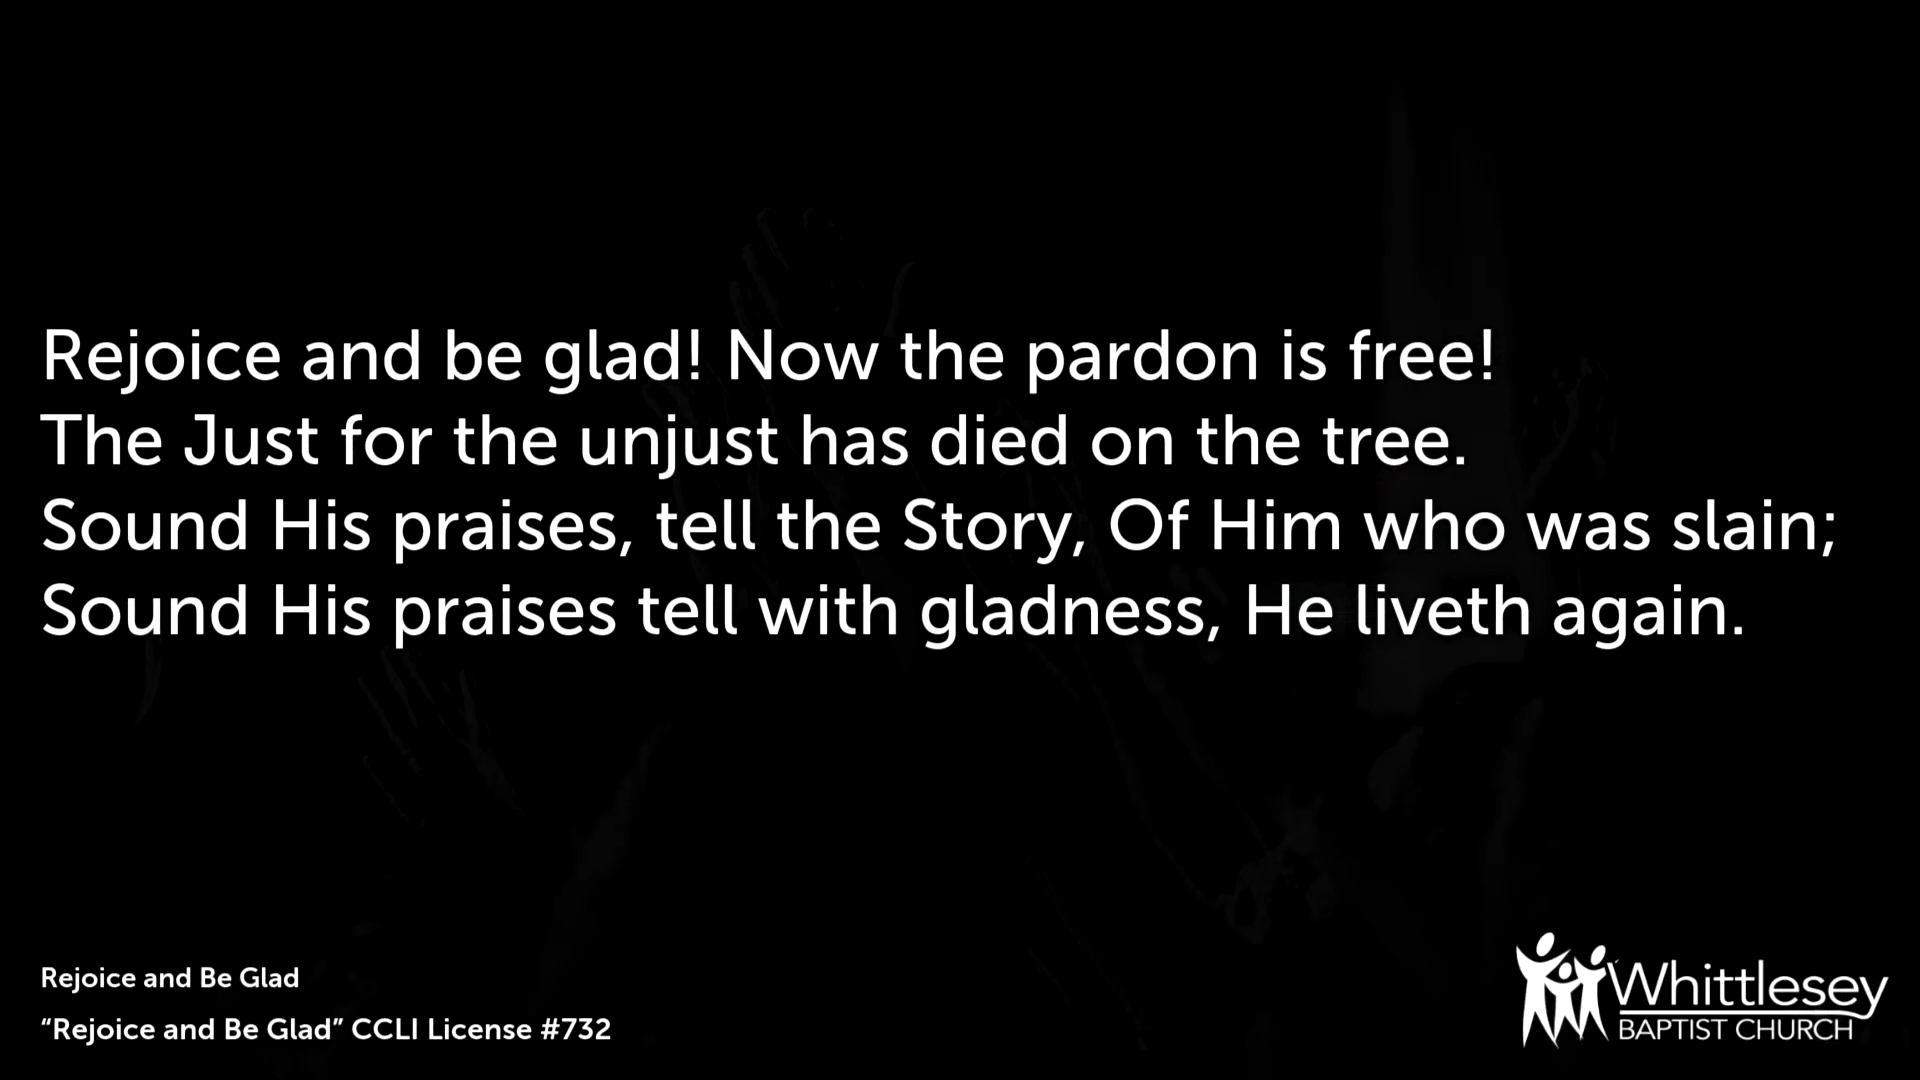 Rejoice and be glad! Now the pardon is free!
The Just for the unjust has died on the tree.
Sound His praises, tell the Story, Of Him who was slain;
Sound His praises tell with gladness, He liveth again.
Rejoice and Be Glad
“Rejoice and Be Glad” CCLI License #732
Whittlesey
BAPTIST CHURCH